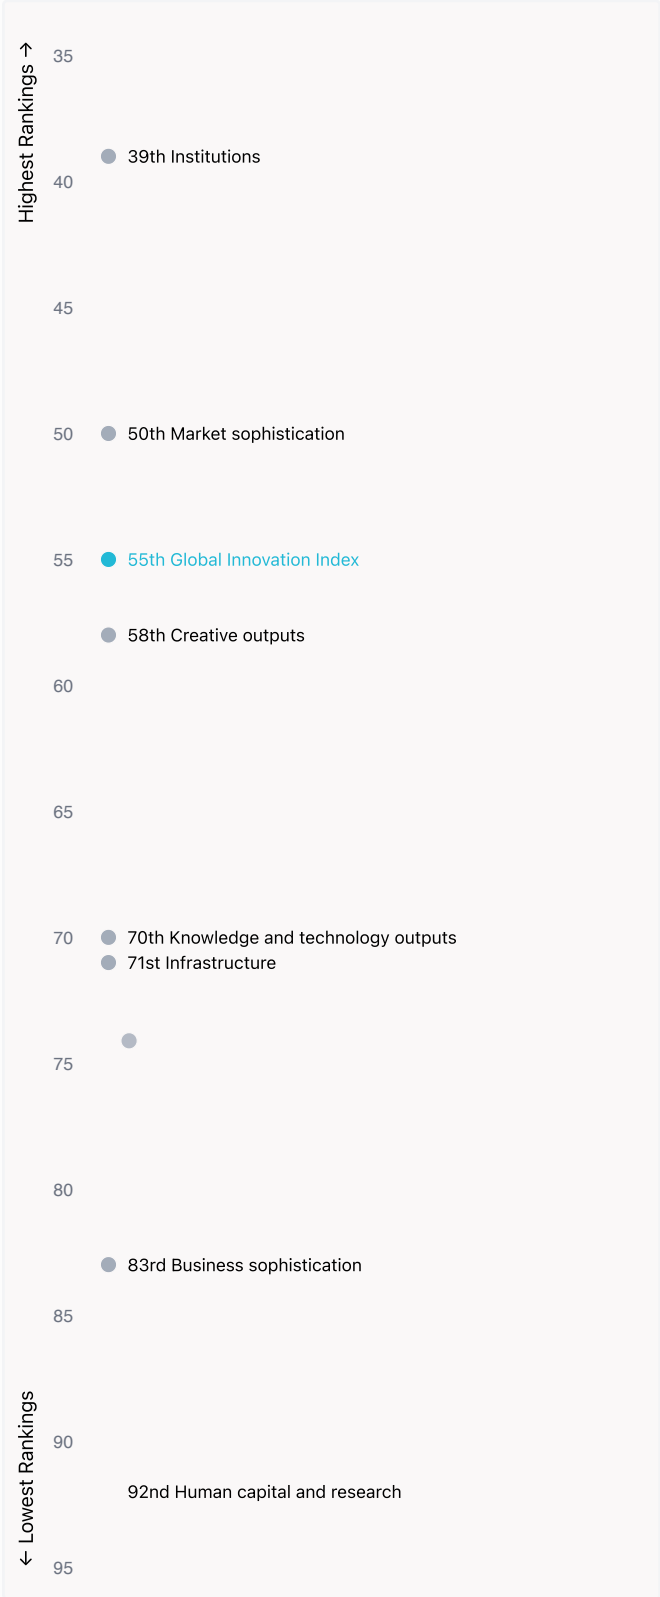 Highest Rankings →
35
39th Institutions
40
45
50 50th Market sophistication
55 55th Global Innovation Index
58th Creative outputs
60
65
70 70th Knowledge and technology outputs
71st Infrastructure
75
80
83rd Business sophistication
85
90
92nd Human capital and research
95
← Lowest Rankings